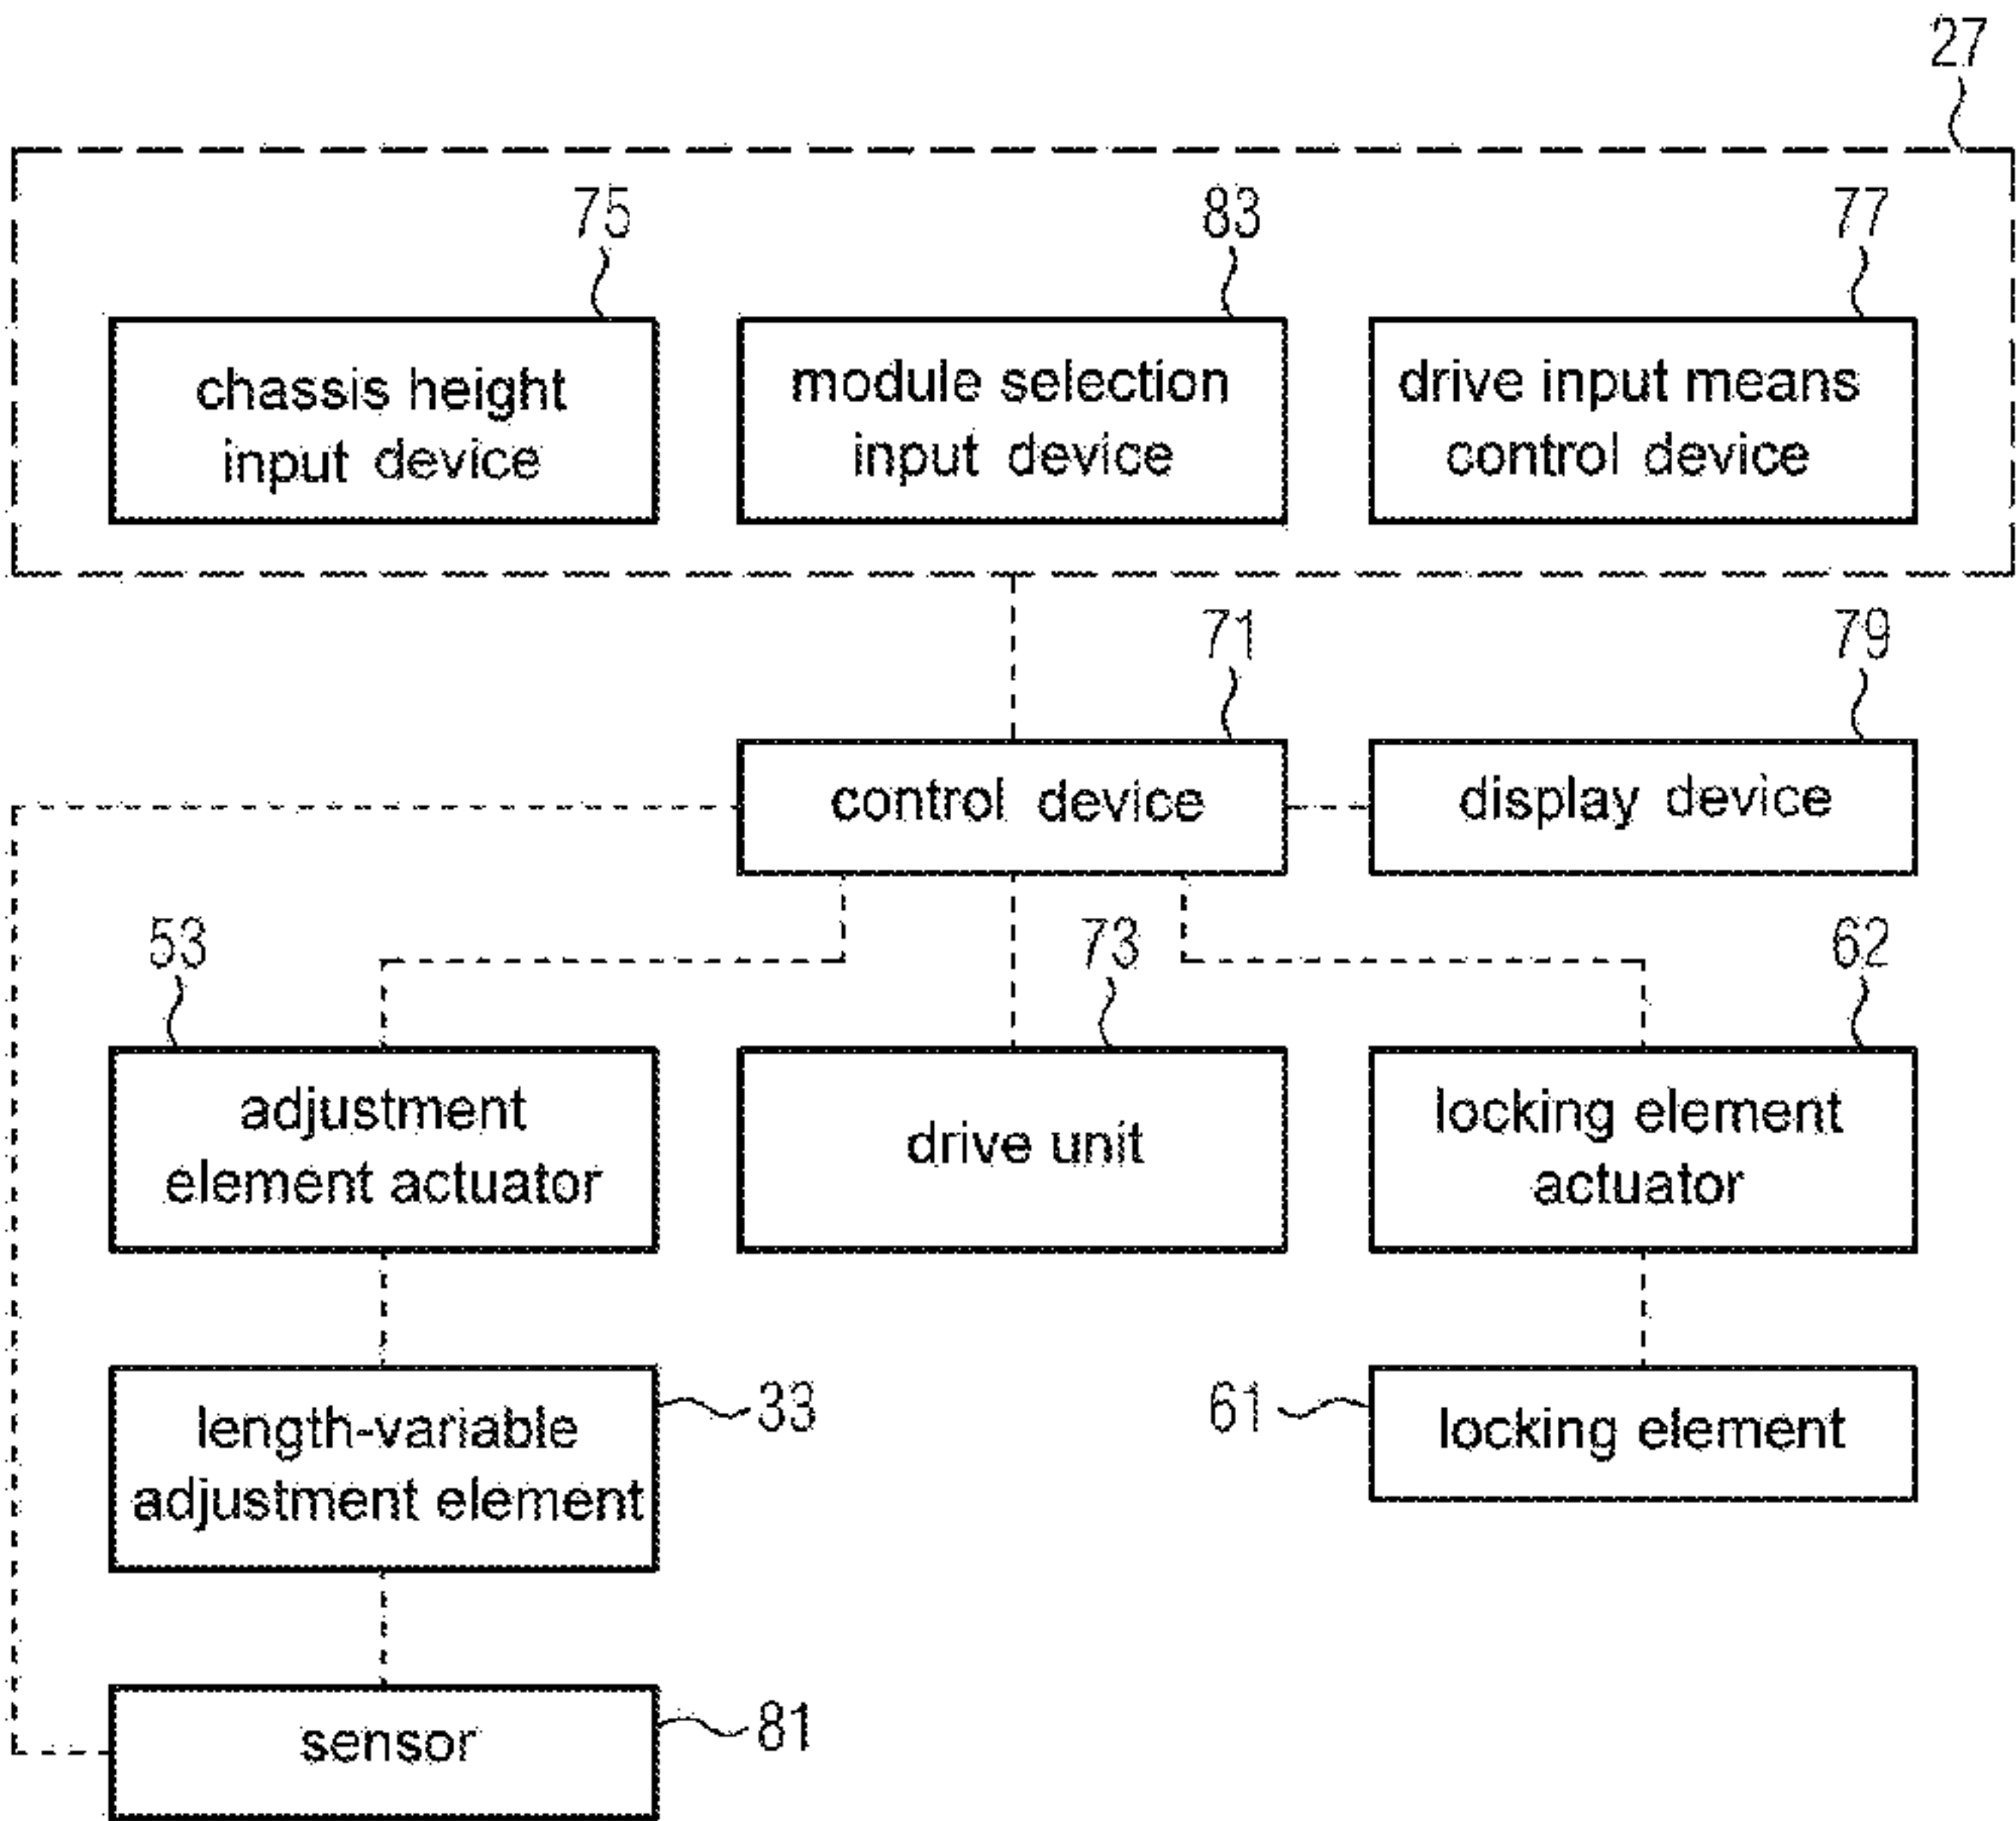 27
75
83
77
chassis height
input device
module selection
input device
drive input means
control device
71
79
control device
display device
53
73
62
adjustment
element actuator
drive unit
locking element
actuator
length-variable
adjustment element
33
61
locking element
sensor
81